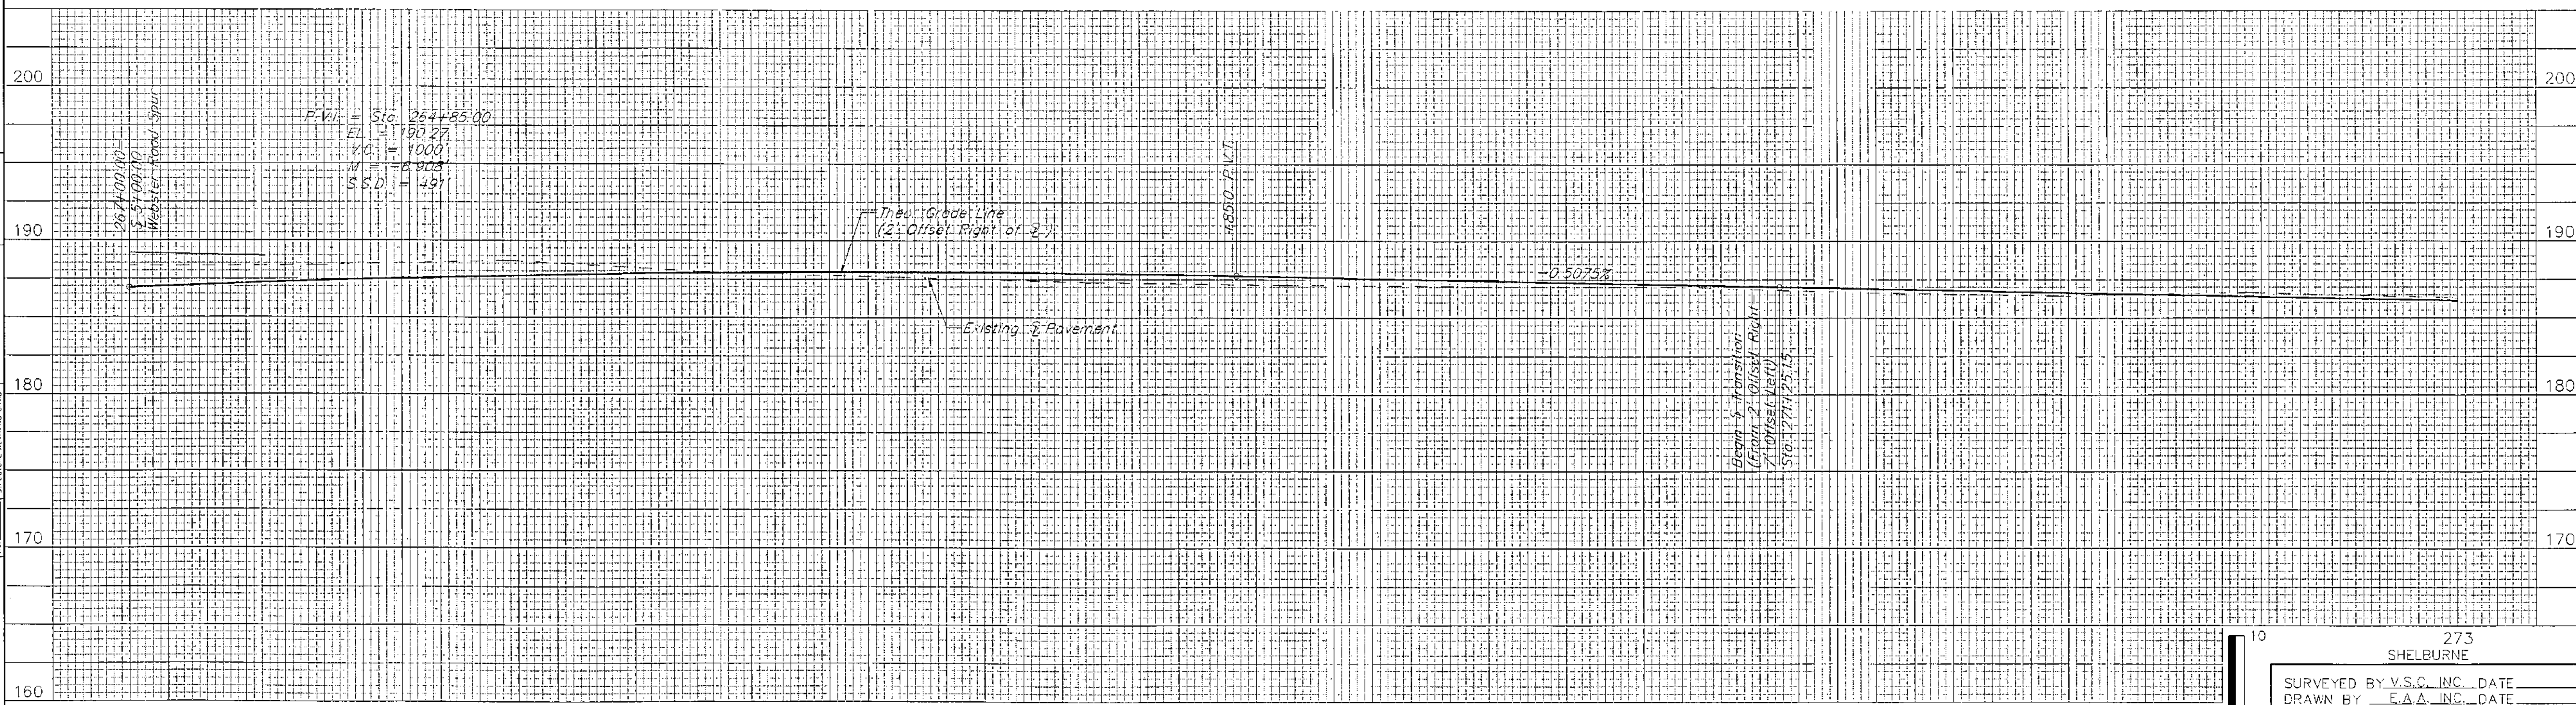 200
190
180
170
160
267+00.00=
5+00.00
Webster Road Spur
P.V.I. = Sta. 264+85.00
EL. = 190.27
V.C. = 1000'
M = -6.908'
S.S.D. = 491'
Theo. Grade Line
(2' Offset Right of ℄)
Existing ℄ Pavement
+85.0 P.V.T.
-0.5075%
Begin ℄ Transition
(From 2' Offset Right-
7' Offset Left)
Sta. 271+25.15
200
190
180
170
10
273
SHELBURNE
SURVEYED BY V.S.C. INC. DATE
DRAWN BY E.A.A. INC. DATE